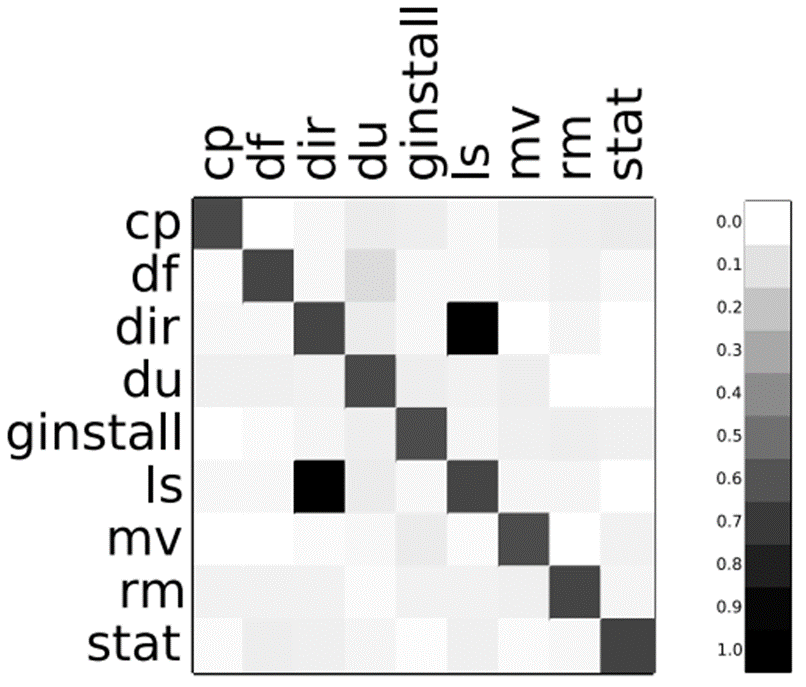 cp df dir du ginstall ls mv rm stat
cp
df
dir
du
ginstall
ls
mv
rm
stat
0.0
0.1
0.2
0.3
0.4
0.5
0.6
0.7
0.8
0.9
1.0